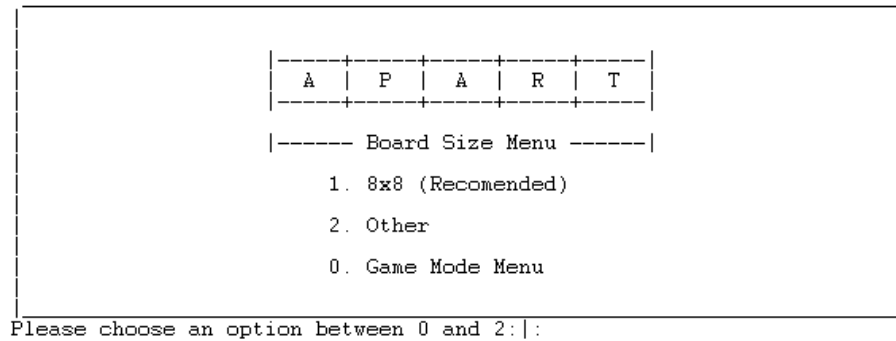 |-----+-----+-----+-----+-----|
| A | P | A | R | T |
|-----+-----+-----+-----+-----|
|------ Board Size Menu ------|
1. 8x8 (Recomended)
2. Other
0. Game Mode Menu
Please choose an option between 0 and 2:|: